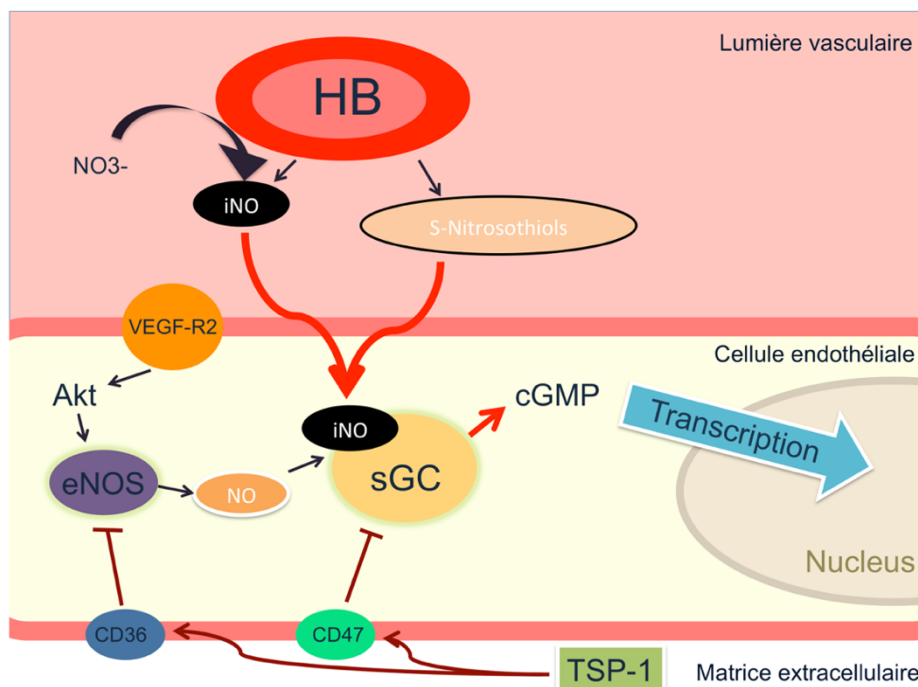 Lumière vasculaire
HB
NO3-
iNO
S-Nitrosothiols
VEGF-R2
Cellule endothéliale
Akt
cGMP
Transcription
iNO
eNOS
NO
sGC
Nucleus
CD36
CD47
TSP-1
Matrice extracellulaire